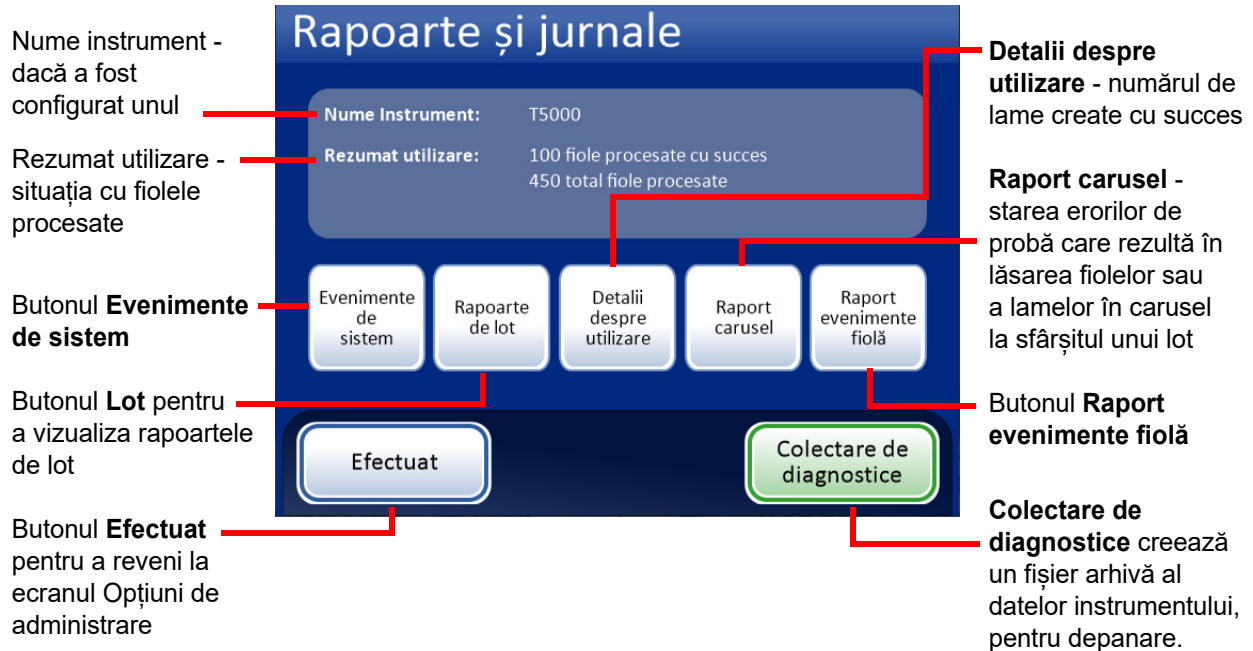 Rapoarte și jurnale
Nume instrument -
dacă a fost
configurat unul
Rezumat utilizare -
situația cu fiolele
procesate
Butonul Evenimente
de sistem
Butonul Lot pentru
a vizualiza rapoartele
de lot
Butonul Efectuat
pentru a reveni la
ecranul Opțiuni de
administrare
Nume Instrument: T5000
Rezumat utilizare: 100 fiole procesate cu succes
450 total fiole procesate
Evenimente
de
sistem
Rapoarte
de lot
Detalii
despre
utilizare
Raport
carusel
Raport
evenimente
fiolă
Efectuat
Colectare de
diagnostice
Detalii despre
utilizare - numărul de
lame create cu succes
Raport carusel -
starea erorilor de
probă care rezultă în
lăsarea fiolelor sau
a lamelor în carusel
la sfârșitul unui lot
Butonul Raport
evenimente fiolă
Colectare de
diagnostice creează
un fișier arhivă al
datelor instrumentului,
pentru depanare.